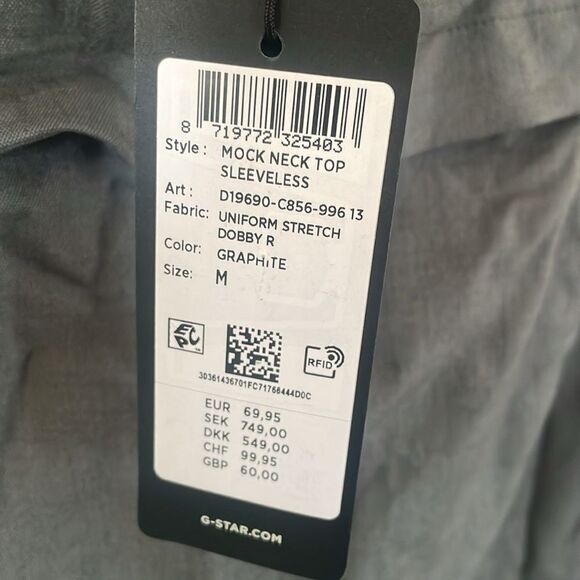 8 719772 325403
Style : MOCK NECK TOP
SLEEVELESS
Art : D19690-C856-996 13
Fabric: UNIFORM STRETCH
DOBBY R
Color: GRAPHITE
Size: M
EPC
RFID
30361436701FC71766444D0C
EUR 69,95
SEK 749,00
DKK 549,00
CHF 99,95
GBP 60,00
G-STAR.COM